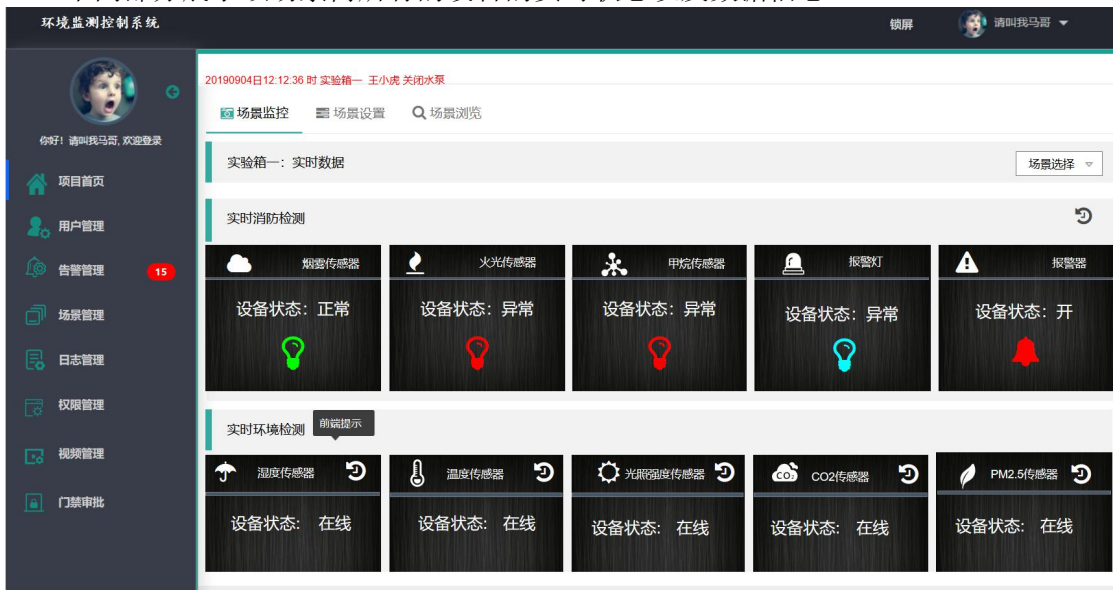 环境监测控制系统
锁屏
请叫我马哥
你好！请叫我马哥, 欢迎登录
项目首页
用户管理
告警管理 15
场景管理
日志管理
权限管理
视频管理
门禁审批
20190904日12:12:36 时 实验箱一 王小虎 关闭水泵
场景监控 场景设置 场景浏览
实验箱一：实时数据
场景选择
实时消防检测
烟雾传感器 火光传感器 甲烷传感器 报警灯 报警器
设备状态：正常 设备状态：异常 设备状态：异常 设备状态：异常 设备状态：开
实时环境检测
前端提示
湿度传感器 温度传感器 光照强度传感器 CO2 CO2传感器 PM2.5传感器
设备状态： 在线 设备状态： 在线 设备状态： 在线 设备状态： 在线 设备状态： 在线